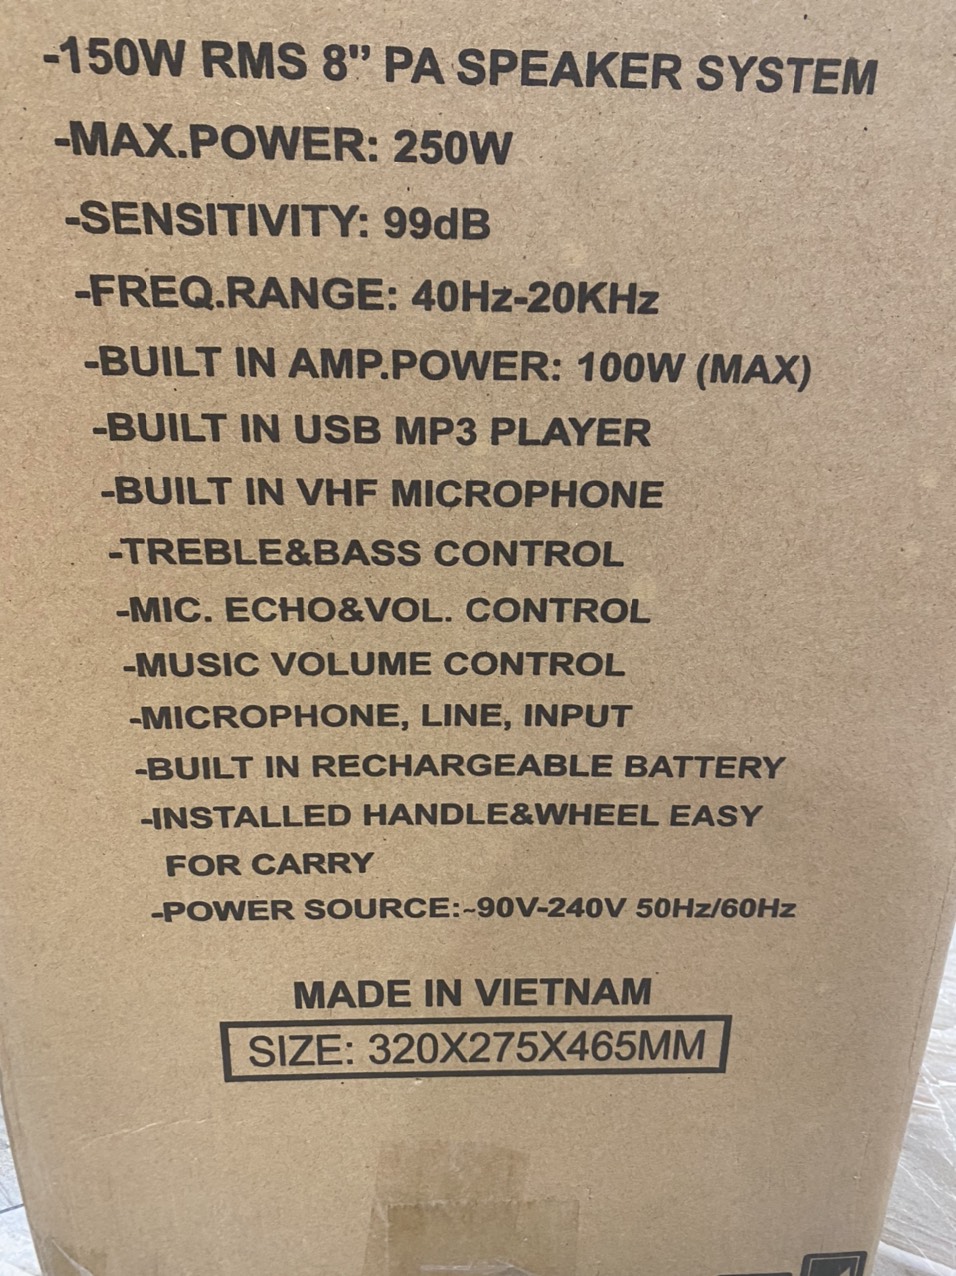 -150W RMS 8" PA SPEAKER SYSTEM
-MAX.POWER: 250W
-SENSITIVITY: 99dB
-FREQ.RANGE: 40Hz-20KHz
-BUILT IN AMP.POWER: 100W (MAX)
-BUILT IN USB MP3 PLAYER
-BUILT IN VHF MICROPHONE
-TREBLE&BASS CONTROL
-MIC. ECHO&VOL. CONTROL
-MUSIC VOLUME CONTROL
-MICROPHONE, LINE, INPUT
-BUILT IN RECHARGEABLE BATTERY
-INSTALLED HANDLE&WHEEL EASY
FOR CARRY
-POWER SOURCE:~90V-240V 50Hz/60Hz
MADE IN VIETNAM
SIZE: 320X275X465MM